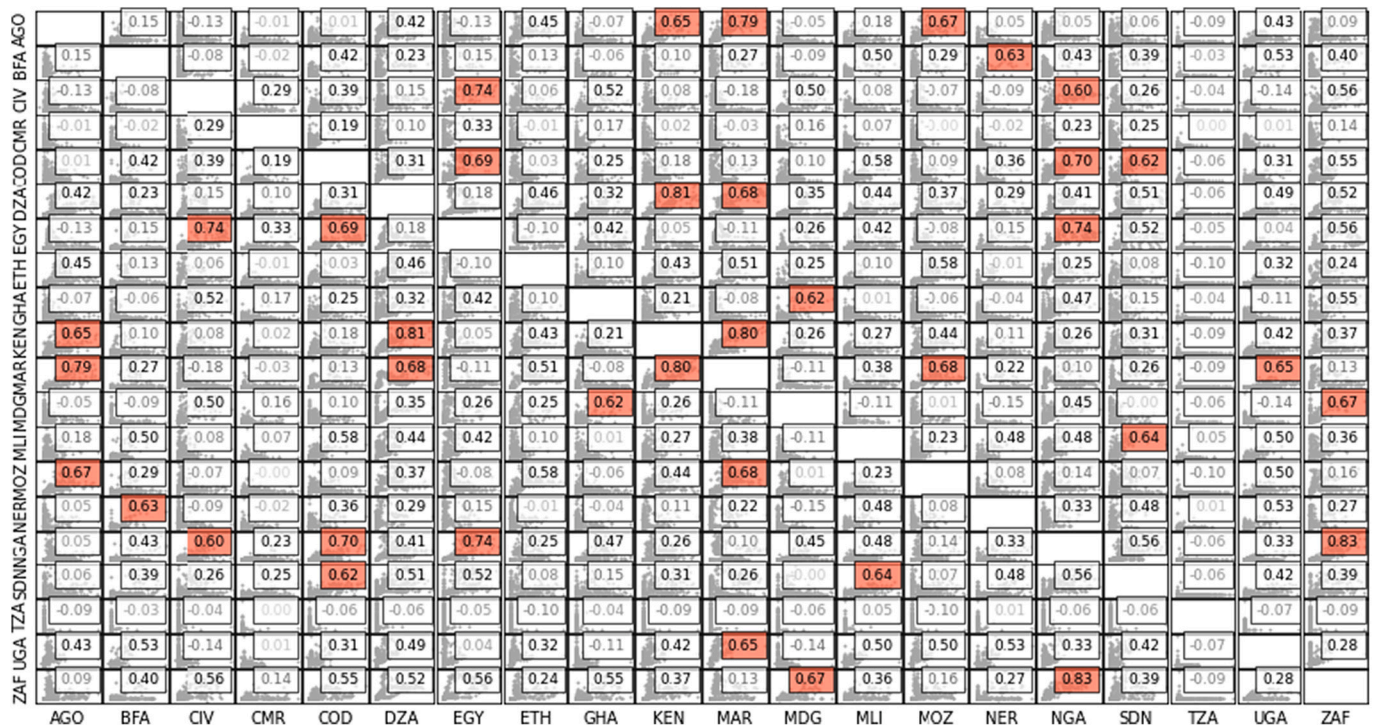 AGO 0.15 -0.13 -0.01 -0.01 0.42 -0.13 0.45 -0.07 0.65 0.79 -0.05 0.18 0.67 0.05 0.05 0.06 -0.09 0.43 0.09
BFA 0.15 -0.08 -0.02 0.42 0.23 0.15 0.13 -0.06 0.10 0.27 -0.09 0.50 0.29 0.63 0.43 0.39 -0.03 0.53 0.40
CIV -0.13 -0.08 0.29 0.39 0.15 0.74 0.06 0.52 0.08 -0.18 0.50 0.08 -0.07 -0.09 0.60 0.26 -0.04 -0.14 0.56
CMR -0.01 -0.02 0.29 0.19 0.10 0.33 -0.01 0.17 0.02 -0.03 0.16 0.07 -0.00 -0.02 0.23 0.25 0.00 0.01 0.14
COD 0.01 0.42 0.39 0.19 0.31 0.69 0.03 0.25 0.18 0.13 0.10 0.58 0.09 0.36 0.70 0.62 -0.06 0.31 0.55
DZA 0.42 0.23 0.15 0.10 0.31 0.18 0.46 0.32 0.81 0.68 0.35 0.44 0.37 0.29 0.41 0.51 -0.06 0.49 0.52
EGY -0.13 0.15 0.74 0.33 0.69 0.18 -0.10 0.42 0.05 -0.11 0.26 0.42 -0.08 0.15 0.74 0.52 -0.05 0.04 0.56
ETH 0.45 0.13 0.06 -0.01 0.03 0.46 -0.10 0.10 0.43 0.51 0.25 0.10 0.58 -0.01 0.25 0.08 -0.10 0.32 0.24
GHA -0.07 -0.06 0.52 0.17 0.25 0.32 0.42 0.10 0.21 -0.08 0.62 0.01 -0.06 -0.04 0.47 0.15 -0.04 -0.11 0.55
KEN 0.65 0.10 0.08 0.02 0.18 0.81 0.05 0.43 0.21 0.80 0.26 0.27 0.44 0.11 0.26 0.31 -0.09 0.42 0.37
MAR 0.79 0.27 -0.18 -0.03 0.13 0.68 -0.11 0.51 -0.08 0.80 -0.11 0.38 0.68 0.22 0.10 0.26 -0.09 0.65 0.13
MDG -0.05 -0.09 0.50 0.16 0.10 0.35 0.26 0.25 0.62 0.26 -0.11 -0.11 0.01 -0.15 0.45 -0.00 -0.06 -0.14 0.67
MLI 0.18 0.50 0.08 0.07 0.58 0.44 0.42 0.10 0.01 0.27 0.38 -0.11 0.23 0.48 0.48 0.64 0.05 0.50 0.36
MOZ 0.67 0.29 -0.07 -0.00 0.09 0.37 -0.08 0.58 -0.06 0.44 0.68 0.01 0.23 0.08 0.14 0.07 -0.10 0.50 0.16
NER 0.05 0.63 -0.09 -0.02 0.36 0.29 0.15 -0.01 -0.04 0.11 0.22 -0.15 0.48 0.08 0.33 0.48 0.01 0.53 0.27
NGA 0.05 0.43 0.60 0.23 0.70 0.41 0.74 0.25 0.47 0.26 0.10 0.45 0.48 0.14 0.33 0.56 -0.06 0.33 0.83
SDN 0.06 0.39 0.26 0.25 0.62 0.51 0.52 0.08 0.15 0.31 0.26 -0.00 0.64 0.07 0.48 0.56 -0.06 0.42 0.39
TZA -0.09 -0.03 -0.04 0.00 -0.06 -0.06 -0.05 -0.10 -0.04 -0.09 -0.09 -0.06 0.05 -0.10 0.01 -0.06 -0.06 -0.07 -0.09
UGA 0.43 0.53 -0.14 0.01 0.31 0.49 0.04 0.32 -0.11 0.42 0.65 -0.14 0.50 0.50 0.53 0.33 0.42 -0.07 0.28
ZAF 0.09 0.40 0.56 0.14 0.55 0.52 0.56 0.24 0.55 0.37 0.13 0.67 0.36 0.16 0.27 0.83 0.39 -0.09 0.28
AGO BFA CIV CMR COD DZA EGY ETH GHA KEN MAR MDG MLI MOZ NER NGA SDN TZA UGA ZAF